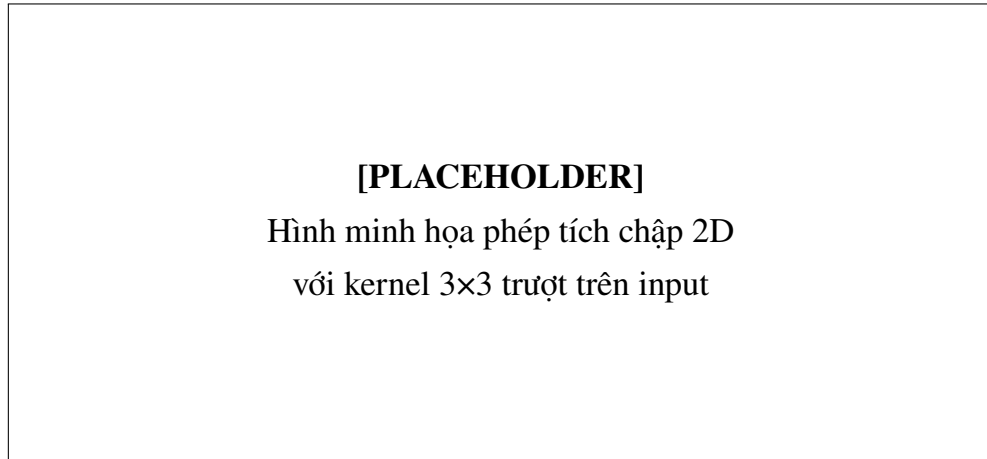 [PLACEHOLDER]
Hình minh họa phép tích chập 2D
với kernel 3×3 trượt trên input